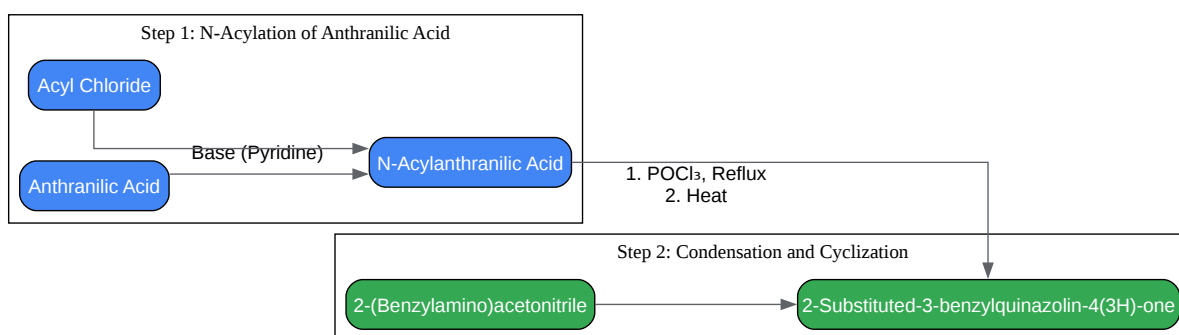 Step 1: N-Acylation of Anthranilic Acid
Acyl Chloride
Base (Pyridine)
Anthranilic Acid
N-Acylanthranilic Acid
1. POCl₃, Reflux
2. Heat
Step 2: Condensation and Cyclization
2-(Benzylamino)acetonitrile
2-Substituted-3-benzylquinazolin-4(3H)-one